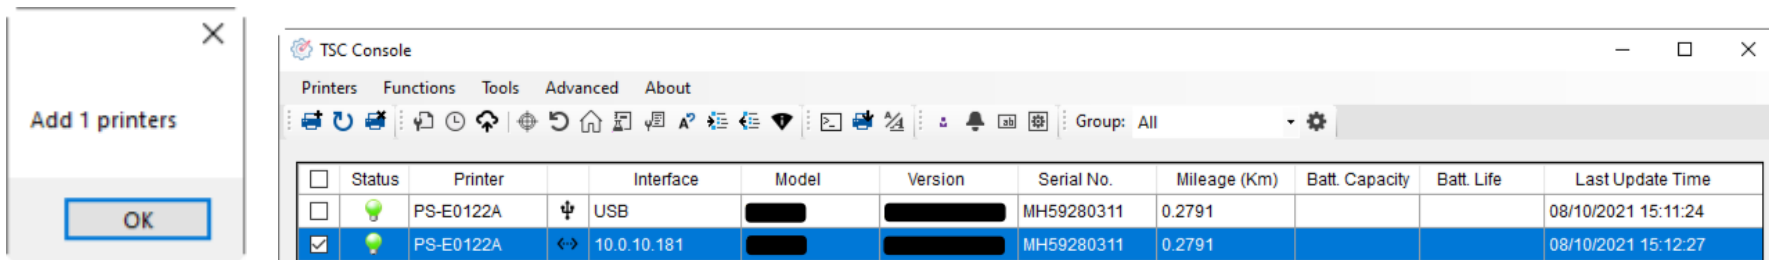 Add 1 printers
OK
TSC Console
Printers Functions Tools Advanced About
Group: All
Status Printer Interface Model Version Serial No. Mileage (Km) Batt. Capacity Batt. Life Last Update Time
PS-E0122A USB MH59280311 0.2791 08/10/2021 15:11:24
PS-E0122A 10.0.10.181 MH59280311 0.2791 08/10/2021 15:12:27